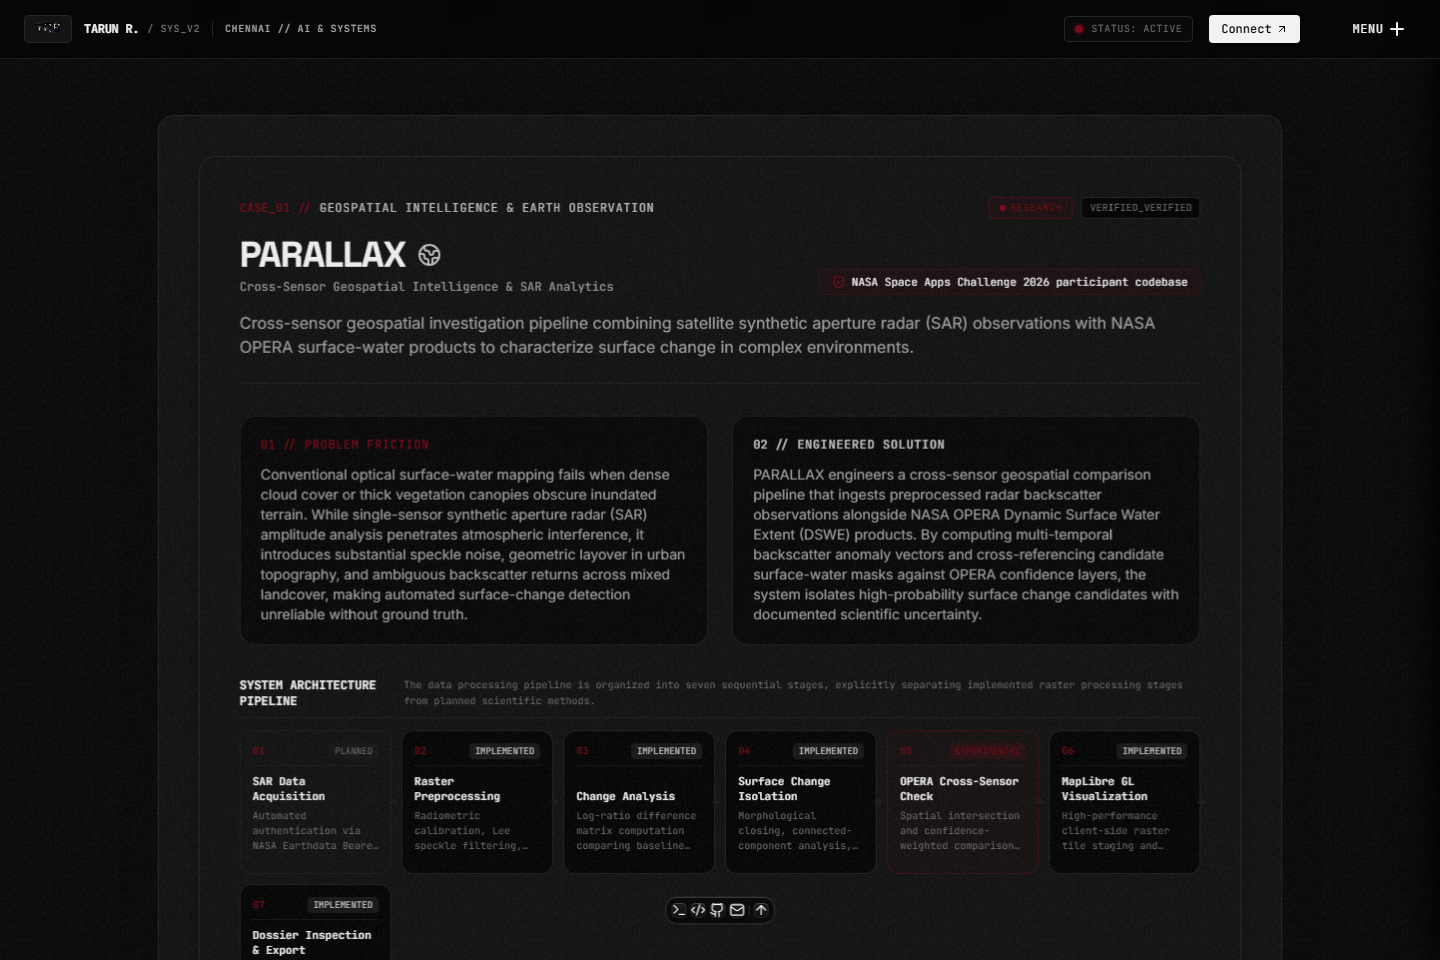 TARUN R. / SYS_V2 CHENNAI // AI & SYSTEMS
STATUS: ACTIVE
Connect
MENU
CASE_01 // GEOSPATIAL INTELLIGENCE & EARTH OBSERVATION
RESEARCH
VERIFIED_VERIFIED
PARALLAX
Cross-Sensor Geospatial Intelligence & SAR Analytics
NASA Space Apps Challenge 2026 participant codebase
Cross-sensor geospatial investigation pipeline combining satellite synthetic aperture radar (SAR) observations with NASA
OPERA surface-water products to characterize surface change in complex environments.
01 // PROBLEM FRICTION
Conventional optical surface-water mapping fails when dense
cloud cover or thick vegetation canopies obscure inundated
terrain. While single-sensor synthetic aperture radar (SAR)
amplitude analysis penetrates atmospheric interference, it
introduces substantial speckle noise, geometric layover in urban
topography, and ambiguous backscatter returns across mixed
landcover, making automated surface-change detection
unreliable without ground truth.
02 // ENGINEERED SOLUTION
PARALLAX engineers a cross-sensor geospatial comparison
pipeline that ingests preprocessed radar backscatter
observations alongside NASA OPERA Dynamic Surface Water
Extent (DSWE) products. By computing multi-temporal
backscatter anomaly vectors and cross-referencing candidate
surface-water masks against OPERA confidence layers, the
system isolates high-probability surface change candidates with
documented scientific uncertainty.
SYSTEM ARCHITECTURE
PIPELINE
The data processing pipeline is organized into seven sequential stages, explicitly separating implemented raster processing stages
from planned scientific methods.
01 PLANNED
SAR Data
Acquisition
Automated
authentication via
NASA Earthdata Beare…
02 IMPLEMENTED
Raster
Preprocessing
Radiometric
calibration, Lee
speckle filtering,…
03 IMPLEMENTED
Change Analysis
Log-ratio difference
matrix computation
comparing baseline…
04 IMPLEMENTED
Surface Change
Isolation
Morphological
closing, connected-
component analysis,…
05 EXPERIMENTAL
OPERA Cross-Sensor
Check
Spatial intersection
and confidence-
weighted comparison…
06 IMPLEMENTED
MapLibre GL
Visualization
High-performance
client-side raster
tile staging and…
07 IMPLEMENTED
Dossier Inspection
& Export